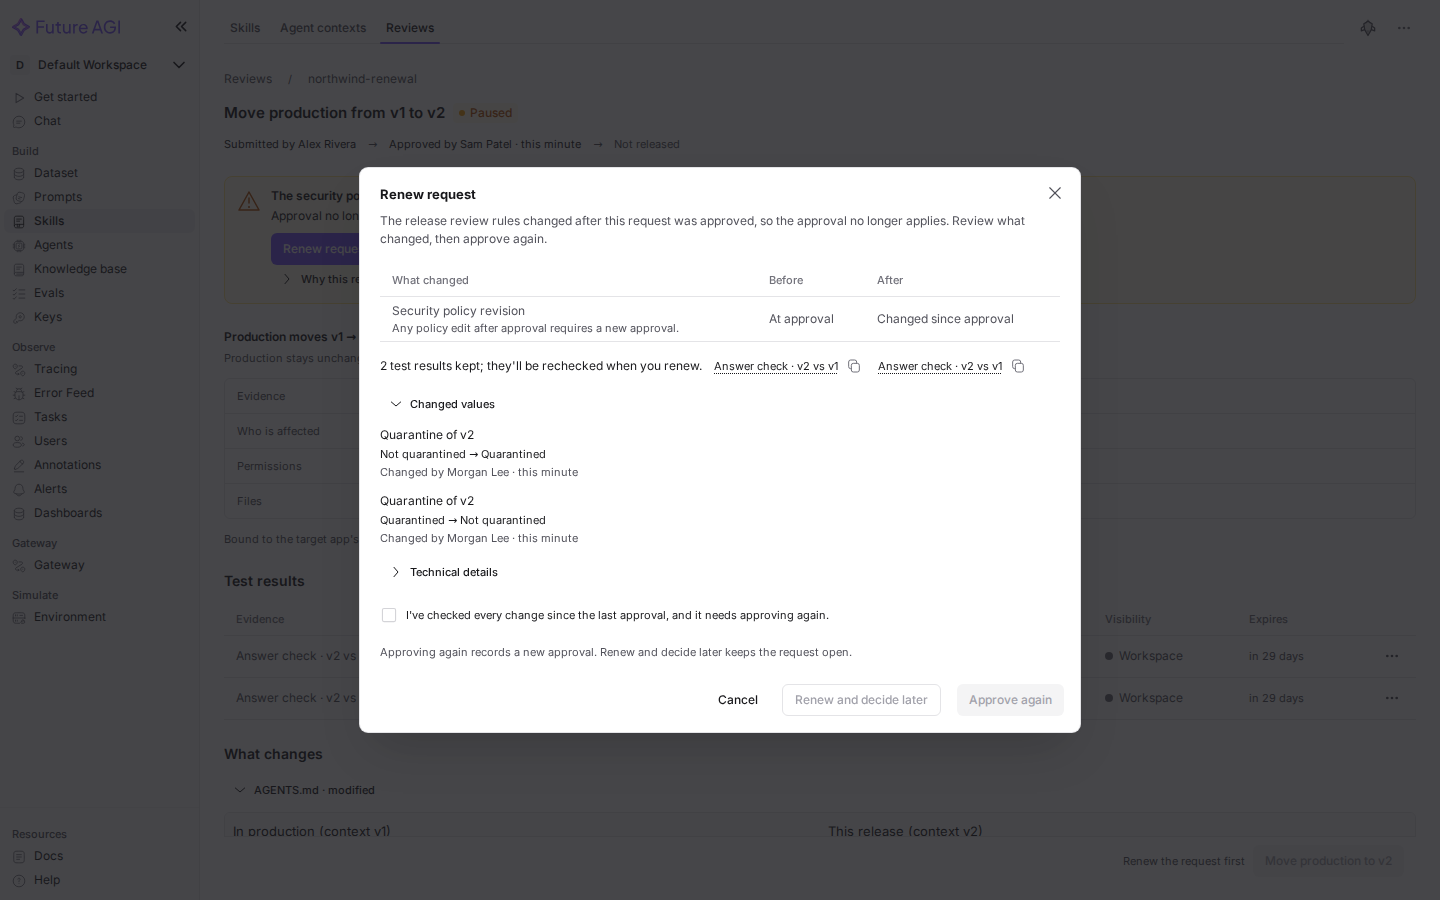 Future AGI
D Default Workspace
Get started
Chat
Build
Dataset
Prompts
Skills
Agents
Knowledge base
Evals
Keys
Observe
Tracing
Error Feed
Tasks
Users
Annotations
Alerts
Dashboards
Gateway
Gateway
Simulate
Environment
Resources
Docs
Help
Skills Agent contexts Reviews
Reviews / northwind-renewal
Move production from v1 to v2 Paused
Submitted by Alex Rivera → Approved by Sam Patel · this minute → Not released
The security po
Approval no lon
Renew reque
Why this re
Production moves v1 →
Production stays unchang
Evidence
Who is affected
Permissions
Files
Bound to the target app's
Test results
Evidence Visibility Expires
Answer check · v2 vs Workspace in 29 days
Answer check · v2 vs Workspace in 29 days
What changes
AGENTS.md · modified
In production (context v1) This release (context v2)
Renew the request first Move production to v2
Renew request
The release review rules changed after this request was approved, so the approval no longer applies. Review what
changed, then approve again.
What changed Before After
Security policy revision
Any policy edit after approval requires a new approval.
At approval Changed since approval
2 test results kept; they'll be rechecked when you renew. Answer check · v2 vs v1 Answer check · v2 vs v1
Changed values
Quarantine of v2
Not quarantined → Quarantined
Changed by Morgan Lee · this minute
Quarantine of v2
Quarantined → Not quarantined
Changed by Morgan Lee · this minute
Technical details
I've checked every change since the last approval, and it needs approving again.
Approving again records a new approval. Renew and decide later keeps the request open.
Cancel Renew and decide later Approve again